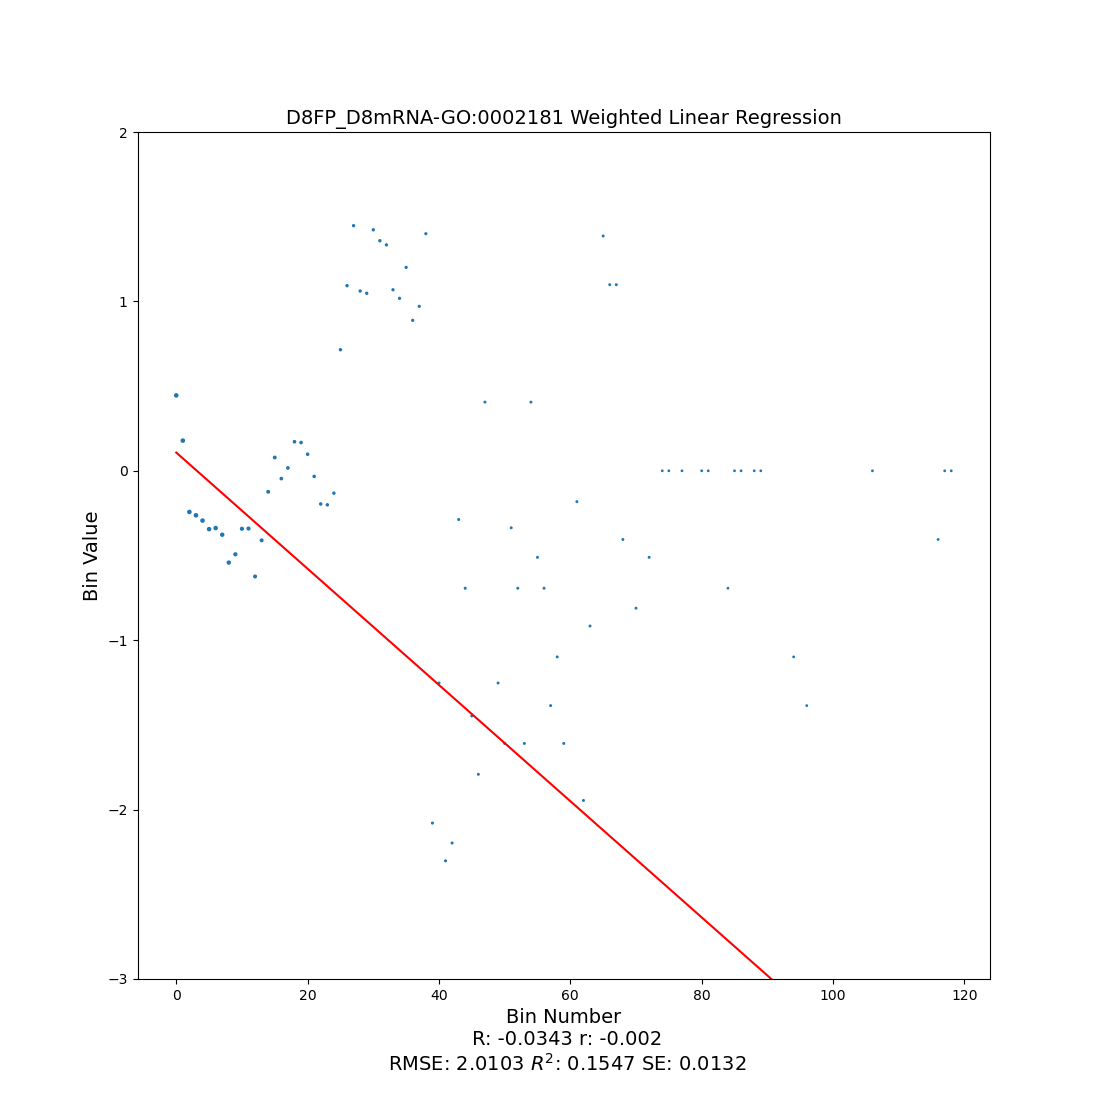 D8FP_D8mRNA-GO:0002181 Weighted Linear Regression
2
1
0
−1
−2
−3
Bin Value
0 20 40 60 80 100 120
Bin Number
R: -0.0343 r: -0.002
RMSE: 2.0103 R²: 0.1547 SE: 0.0132